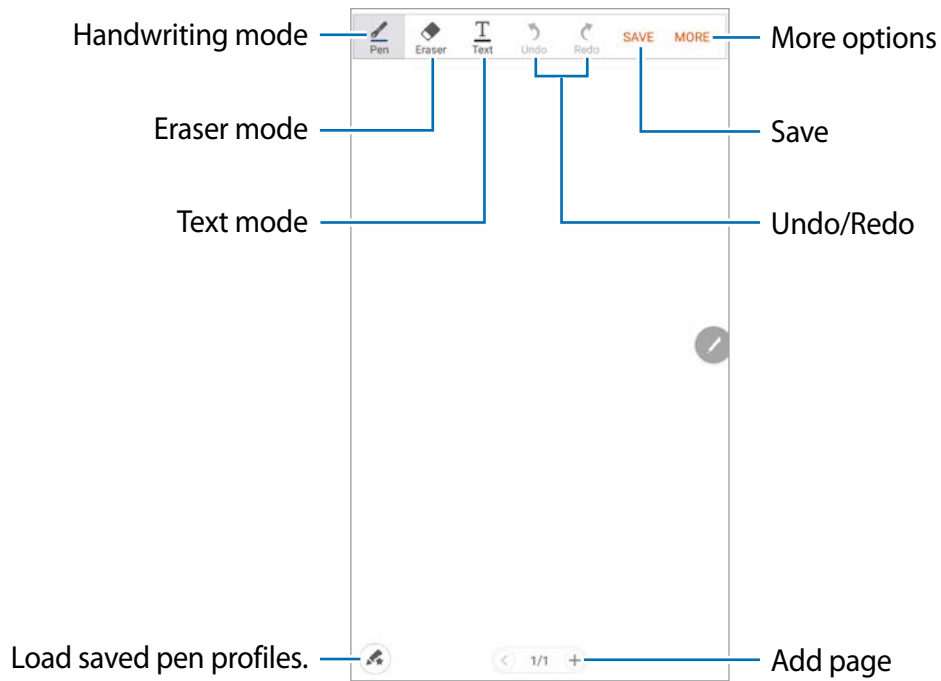 Handwriting mode
Pen
Eraser
T
Text
Undo
Redo
SAVE
MORE
More options
Eraser mode
Save
Text mode
Undo/Redo
Load saved pen profiles.
1/1
Add page